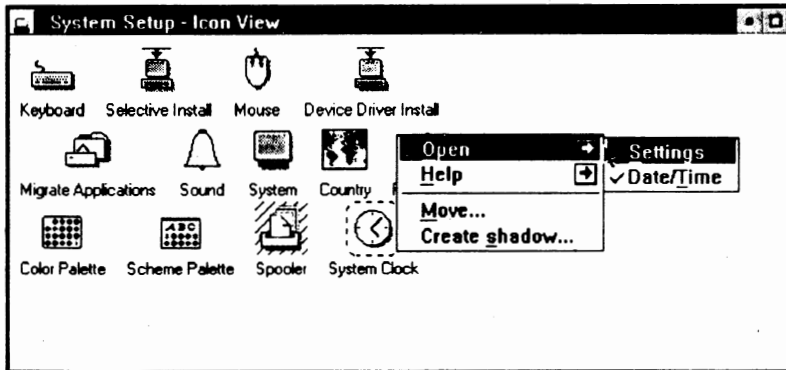 System Setup - Icon View
Keyboard Selective Install Mouse Device Driver Install
Migrate Applications Sound System Country
Color Palette Scheme Palette Spooler System Clock
Open
Help
Move...
Create shadow...
Settings
✓Date/Time